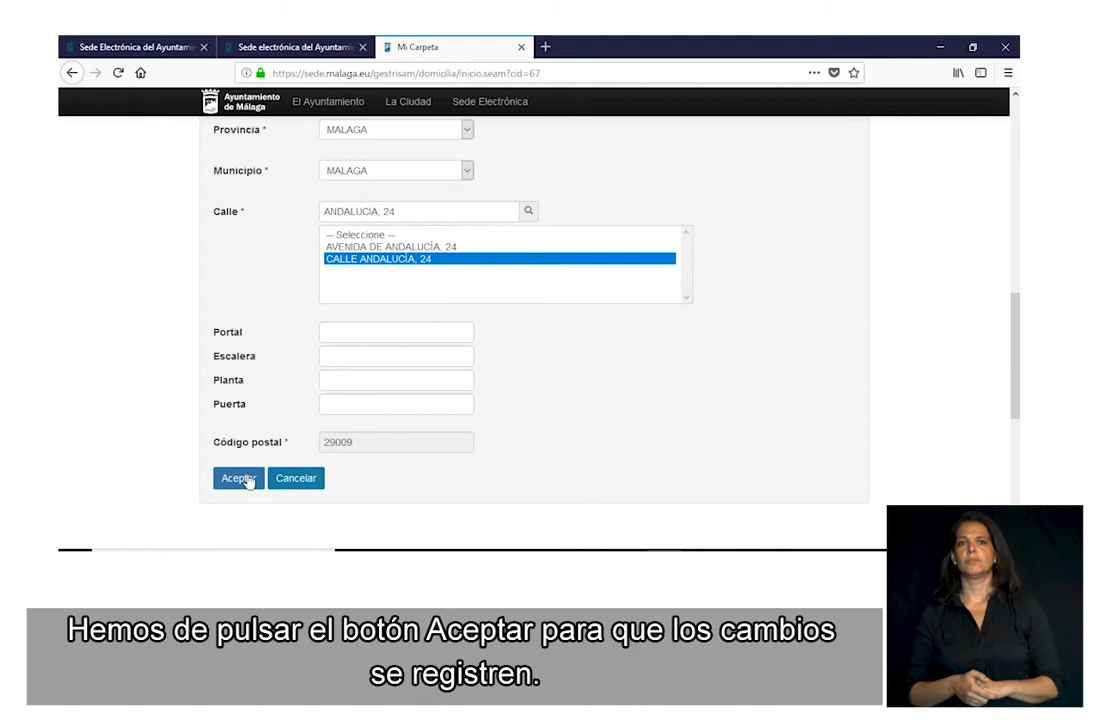 Sede Electrónica del Ayuntami
Sede electrónica del Ayuntami
Mi Carpeta
https://sede.malaga.eu/gestrisam/domicilia/inicio.seam?cid=67
Ayuntamiento
de Málaga
El Ayuntamiento
La Ciudad
Sede Electrónica
Provincia *
MALAGA
Municipio *
MALAGA
Calle *
ANDALUCIA, 24
-- Seleccione --
AVENIDA DE ANDALUCÍA, 24
CALLE ANDALUCÍA, 24
Portal
Escalera
Planta
Puerta
Código postal *
29009
Aceptar
Cancelar
Hemos de pulsar el botón Aceptar para que los cambios
se registren.